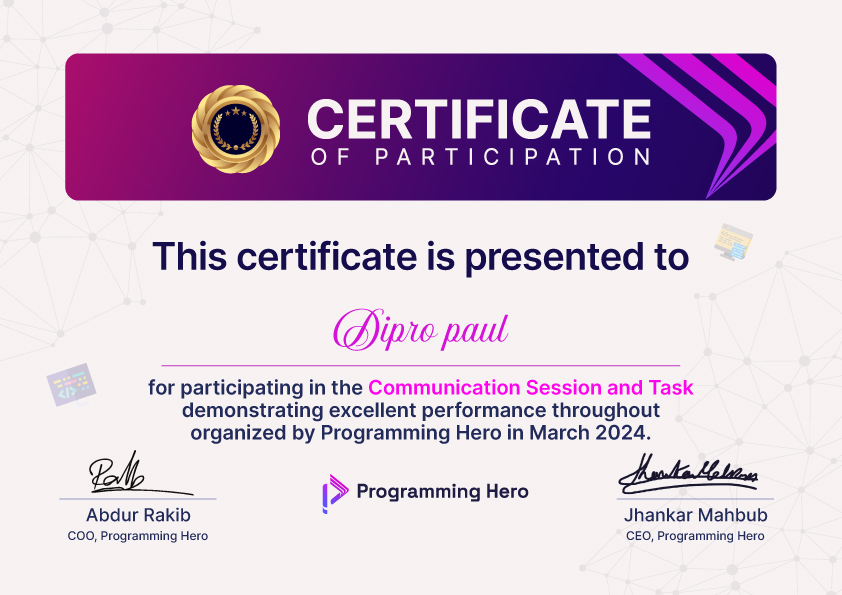 CERTIFICATE
OF PARTICIPATION
This certificate is presented to
Dipro paul
for participating in the Communication Session and Task
demonstrating excellent performance throughout
organized by Programming Hero in March 2024.
Programming Hero
Abdur Rakib
COO, Programming Hero
Jhankar Mahbub
CEO, Programming Hero